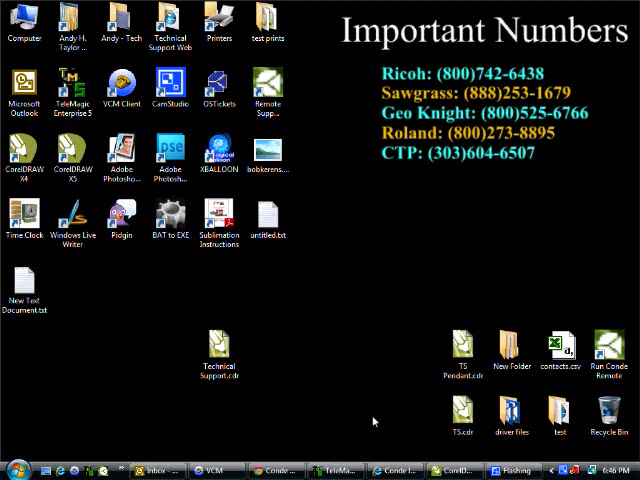 Important Numbers
Ricoh: (800)742-6438
Sawgrass: (888)253-1679
Geo Knight: (800)525-6766
Roland: (800)273-8895
CTP: (303)604-6507
Computer
Andy H. Taylor ...
Andy - Tech
Technical Support Web
Printers
test prints
Microsoft Outlook
TeleMagic Enterprise 5
VCM Client
CamStudio
OSTickets
Remote Supp...
CorelDRAW X4
CorelDRAW X5
Adobe Photosho...
Adobe Photosh...
XBALLOON
bobkerens....
Time Clock
Windows Live Writer
Pidgin
BAT to EXE
Sublimation Instructions
untitled.txt
New Text Document.txt
Technical Support.cdr
TS Pendant.cdr
New Folder
contacts.csv
Run Conde Remote
TS.cdr
driver files
test
Recycle Bin
Inbox - ...
VCM
Conde ...
TeleMa...
Conde I...
CorelD...
Flashing
6:46 PM